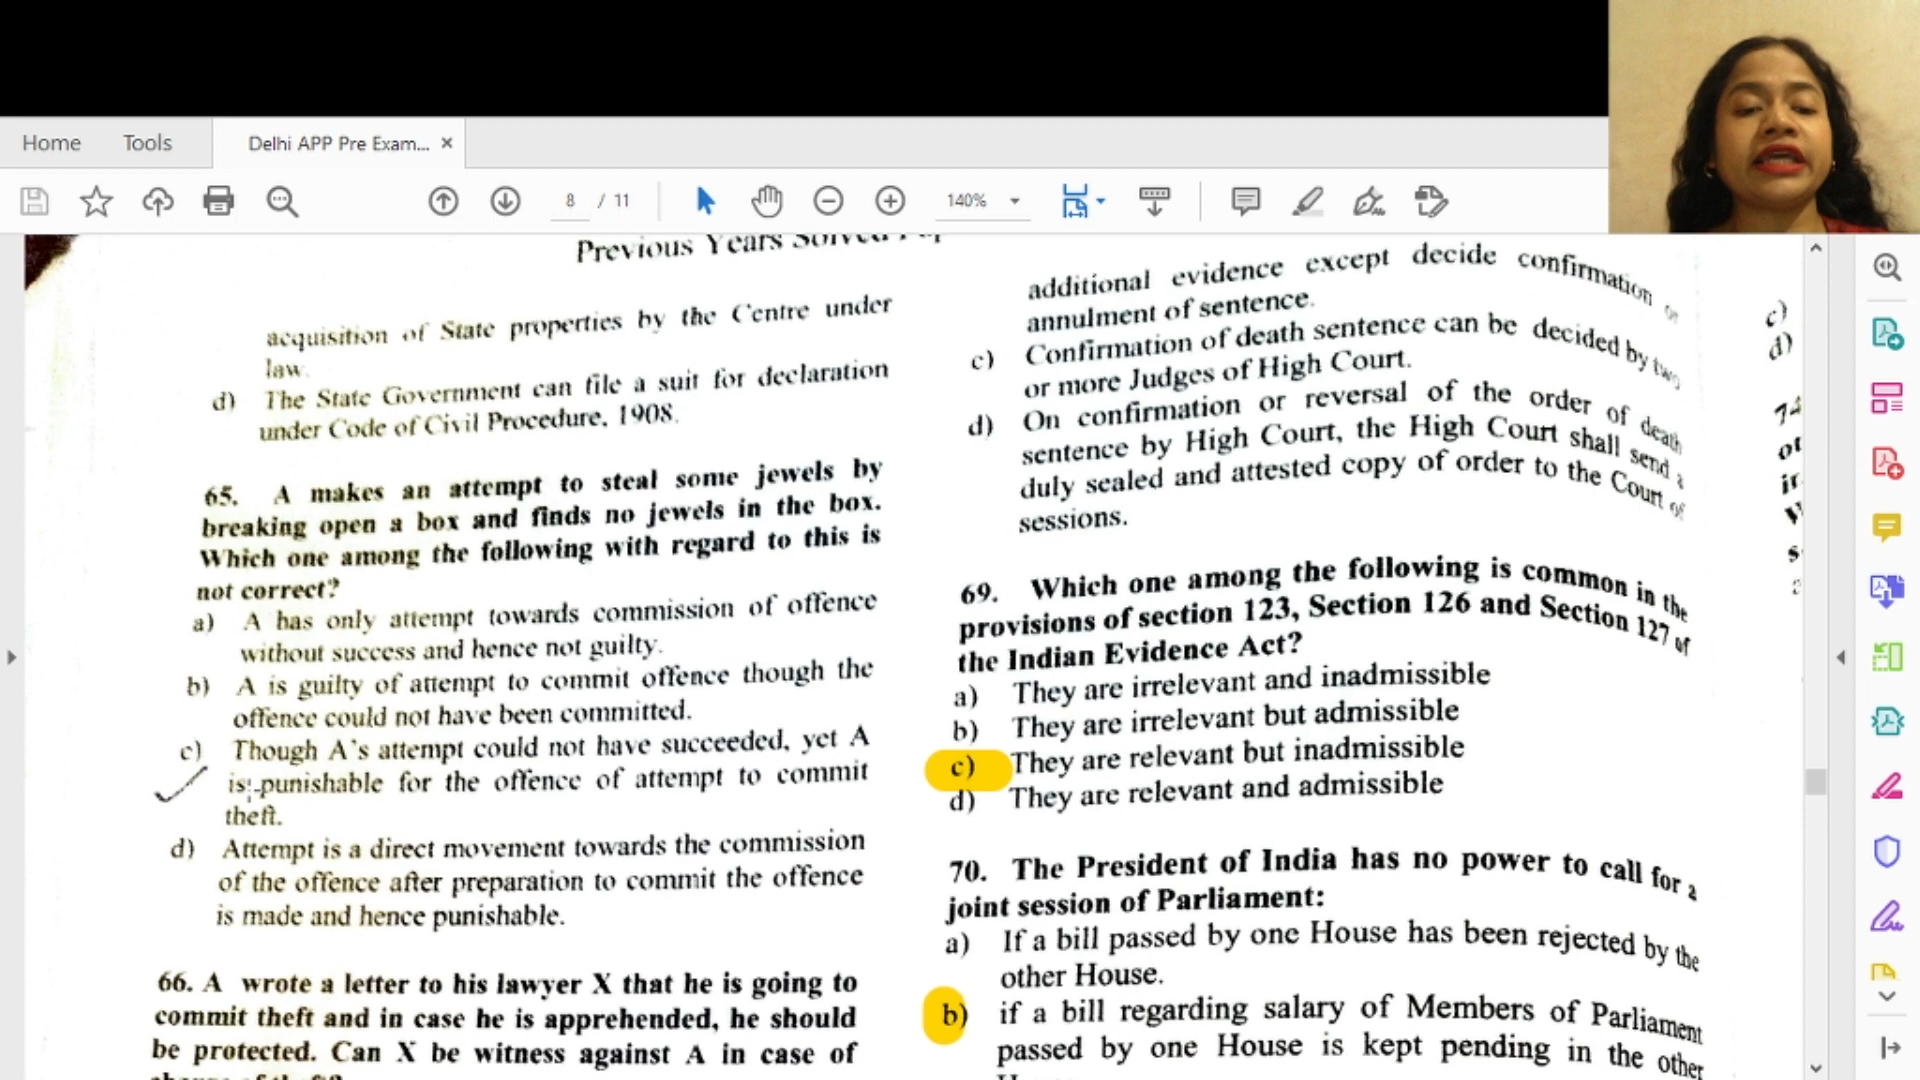 Home
Tools
Delhi APP Pre Exam...
8 / 11
140%
Previous Years Solved
acquisition of State properties by the Centre under
law.
d) The State Government can file a suit for declaration
under Code of Civil Procedure, 1908.
65. A makes an attempt to steal some jewels by
breaking open a box and finds no jewels in the box.
Which one among the following with regard to this is
not correct?
a) A has only attempt towards commission of offence
without success and hence not guilty.
b) A is guilty of attempt to commit offence though the
offence could not have been committed.
c) Though A's attempt could not have succeeded, yet A
is punishable for the offence of attempt to commit
theft.
d) Attempt is a direct movement towards the commission
of the offence after preparation to commit the offence
is made and hence punishable.
66. A wrote a letter to his lawyer X that he is going to
commit theft and in case he is apprehended, he should
be protected. Can X be witness against A in case of
additional evidence except decide confirmation or
annulment of sentence.
c) Confirmation of death sentence can be decided by two
or more Judges of High Court.
d) On confirmation or reversal of the order of death
sentence by High Court, the High Court shall send a
duly sealed and attested copy of order to the Court of
sessions.
69. Which one among the following is common in the
provisions of section 123, Section 126 and Section 127 of
the Indian Evidence Act?
a) They are irrelevant and inadmissible
b) They are irrelevant but admissible
c) They are relevant but inadmissible
d) They are relevant and admissible
70. The President of India has no power to call for a
joint session of Parliament:
a) If a bill passed by one House has been rejected by the
other House.
b) if a bill regarding salary of Members of Parliament
passed by one House is kept pending in the other
c)
d)